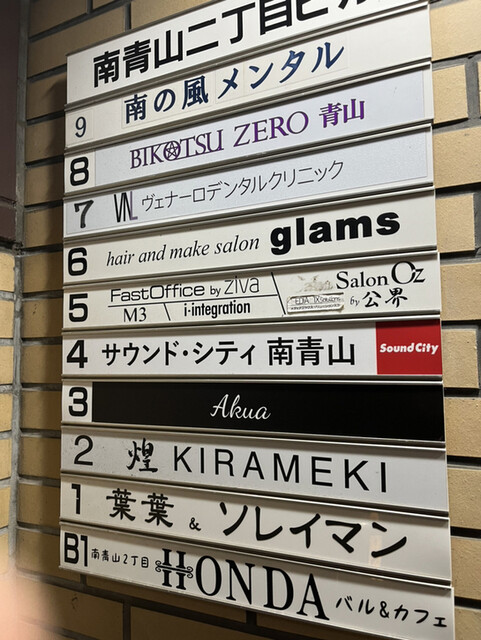 南青山二丁目ビル
9 南の風メンタル
8 BIKOTSU ZERO 青山
7 VN ヴェナーロデンタルクリニック
6 hair and make salon glams
5 FastOffice by ziva
M3 i-integration
Salon Oz
by 公界
4 サウンド・シティ 南青山 SoundCity
3 Akua
2 煌 KIRAMEKI
1 葉葉 & ソレイマン
B1 南青山2丁目 HONDA バル&カフェ